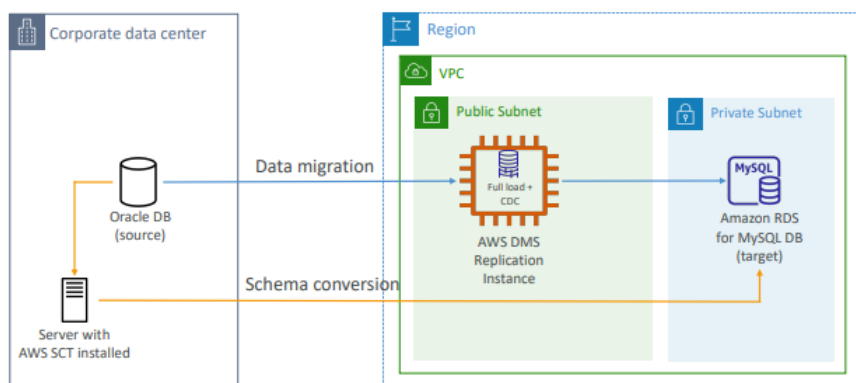 Corporate data center
Region
VPC
Public Subnet
Private Subnet
Data migration
Full load +
CDC
MySQL
Oracle DB
(source)
AWS DMS
Replication
Instance
Amazon RDS
for MySQL DB
(target)
Schema conversion
Server with
AWS SCT installed